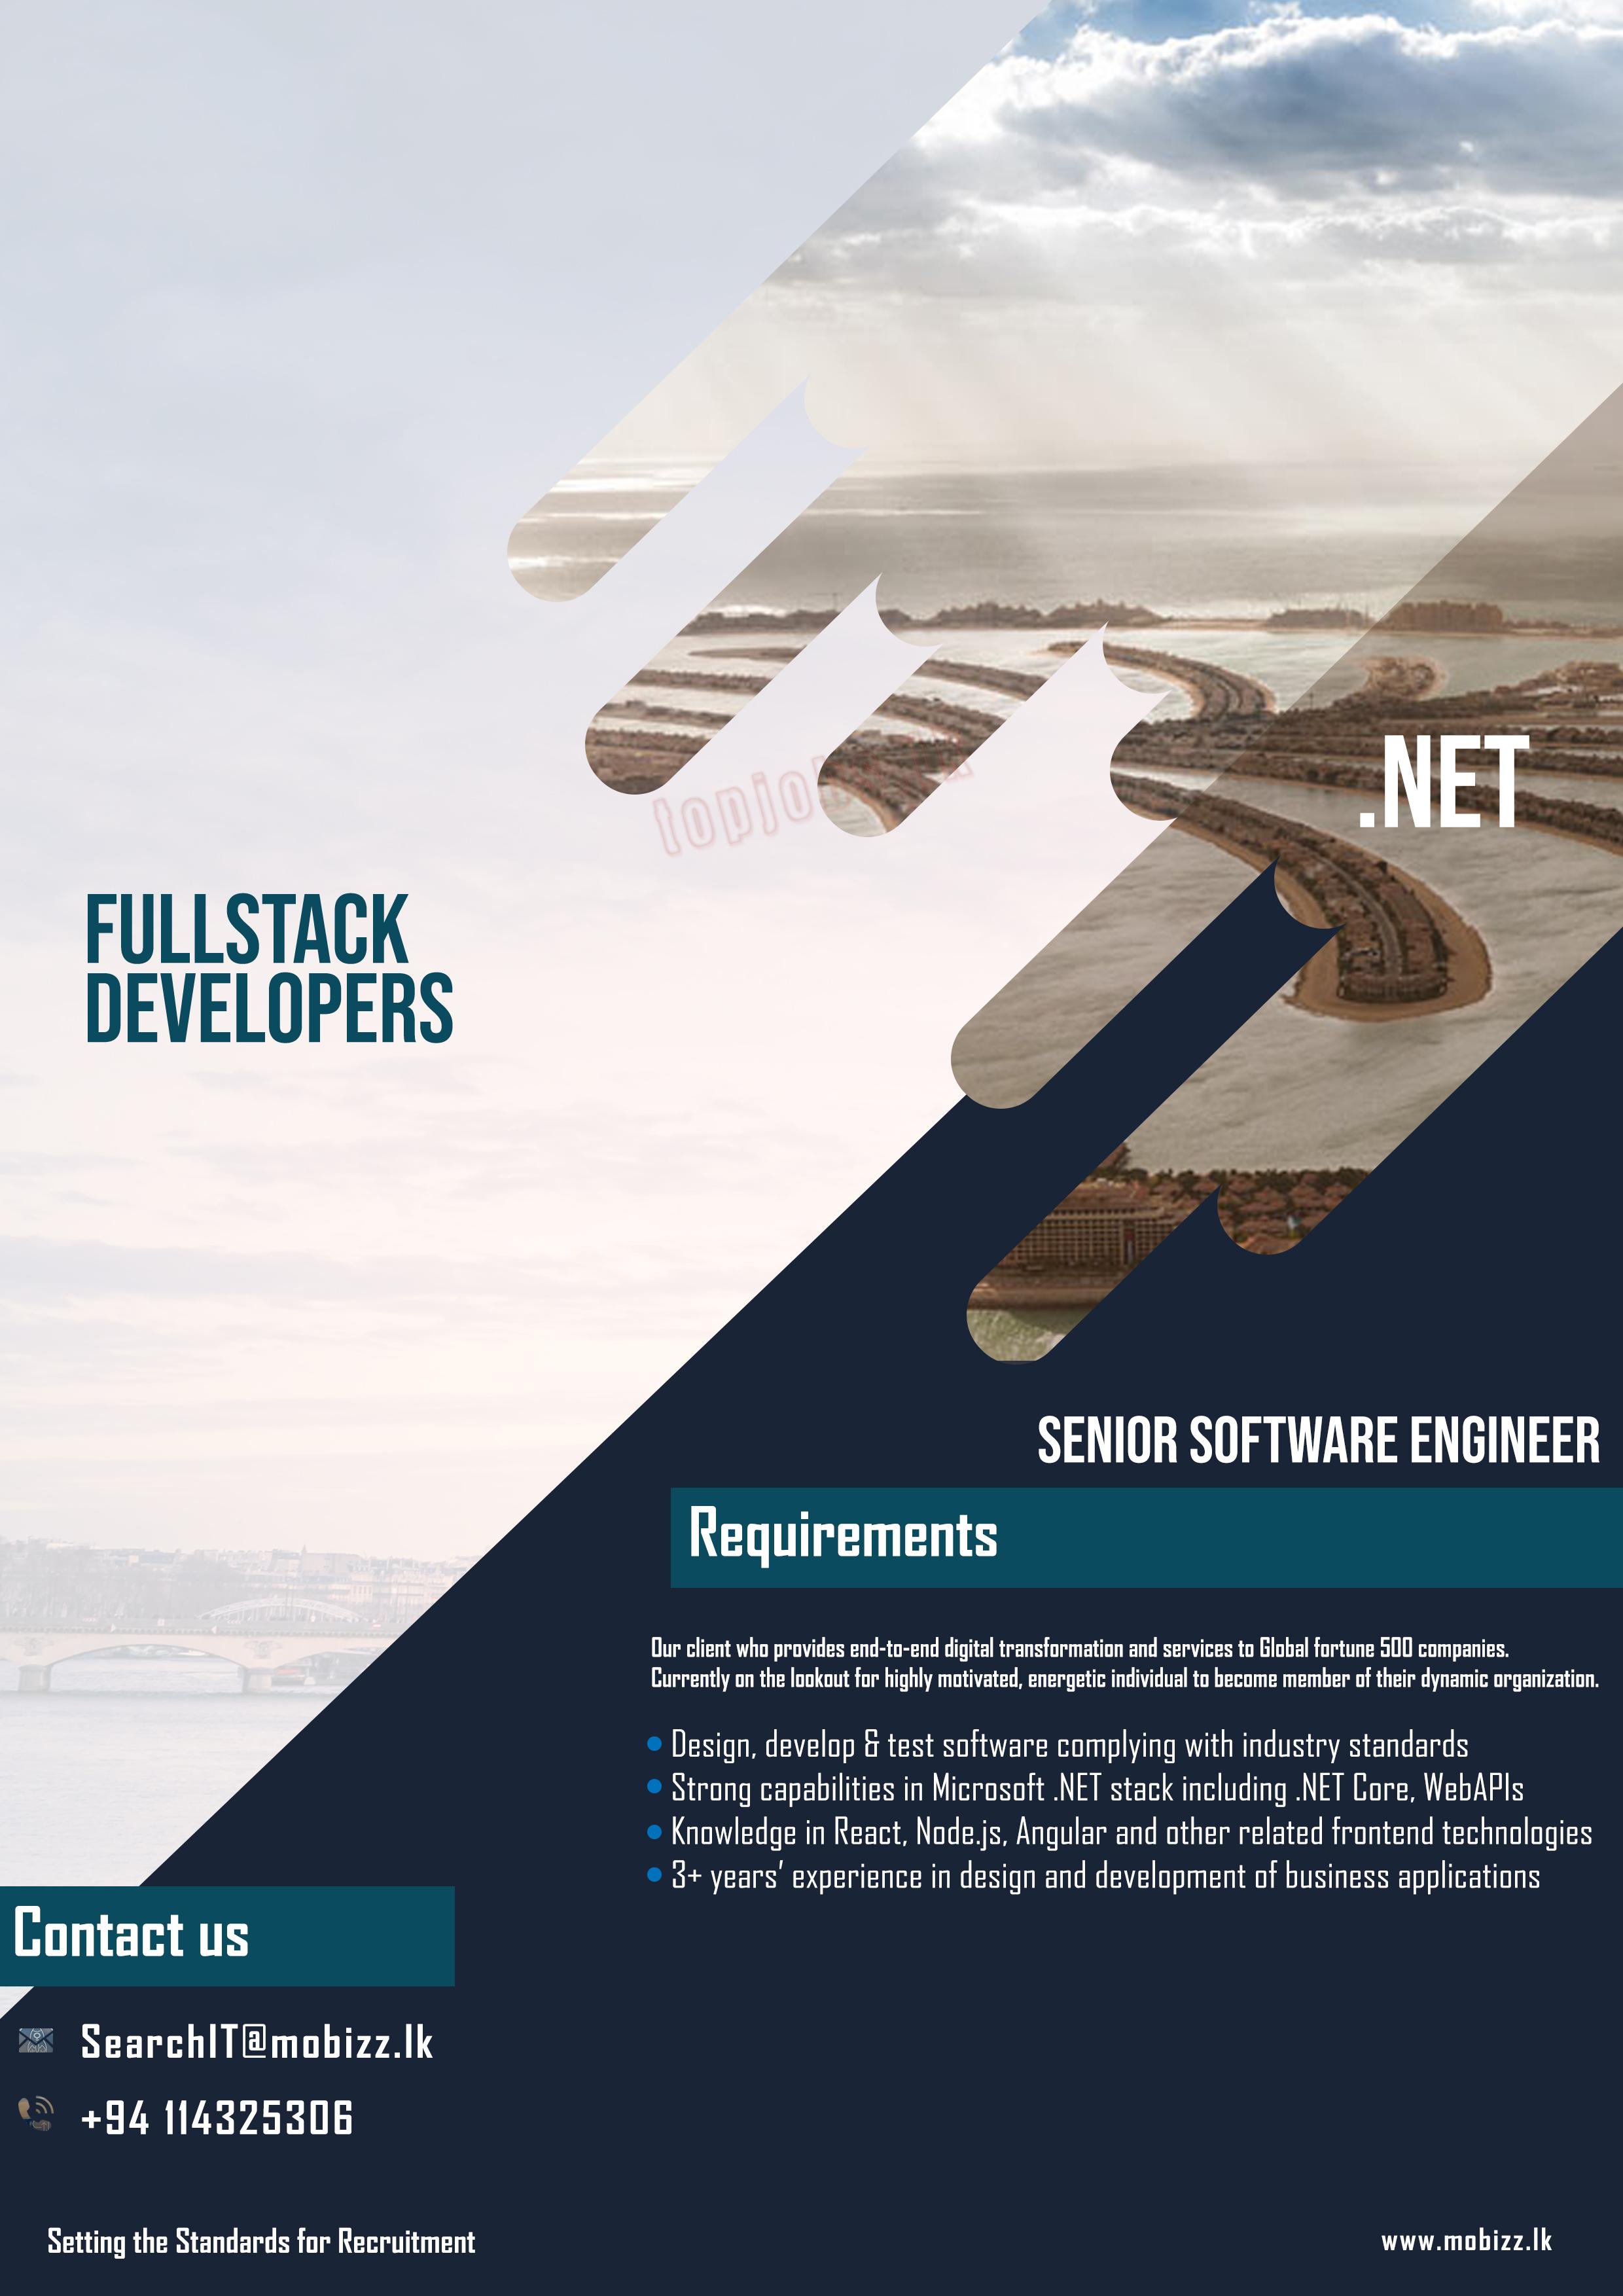 .NET
FULLSTACK
DEVELOPERS
SENIOR SOFTWARE ENGINEER
Requirements
Our client who provides end-to-end digital transformation and services to Global fortune 500 companies.
Currently on the lookout for highly motivated, energetic individual to become member of their dynamic organization.
Design, develop & test software complying with industry standards
Strong capabilities in Microsoft .NET stack including .NET Core, WebAPIs
Knowledge in React, Node.js, Angular and other related frontend technologies
3+ years’ experience in design and development of business applications
Contact us
SearchIT@mobizz.lk
+94 114325306
Setting the Standards for Recruitment
www.mobizz.lk